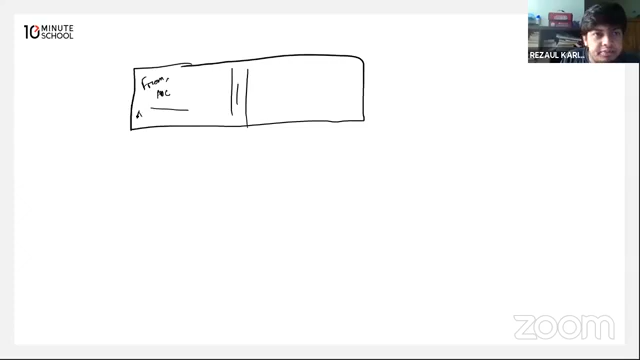 10 MINUTE
SCHOOL
REZAUL KARI...
From,
ABC
zoom